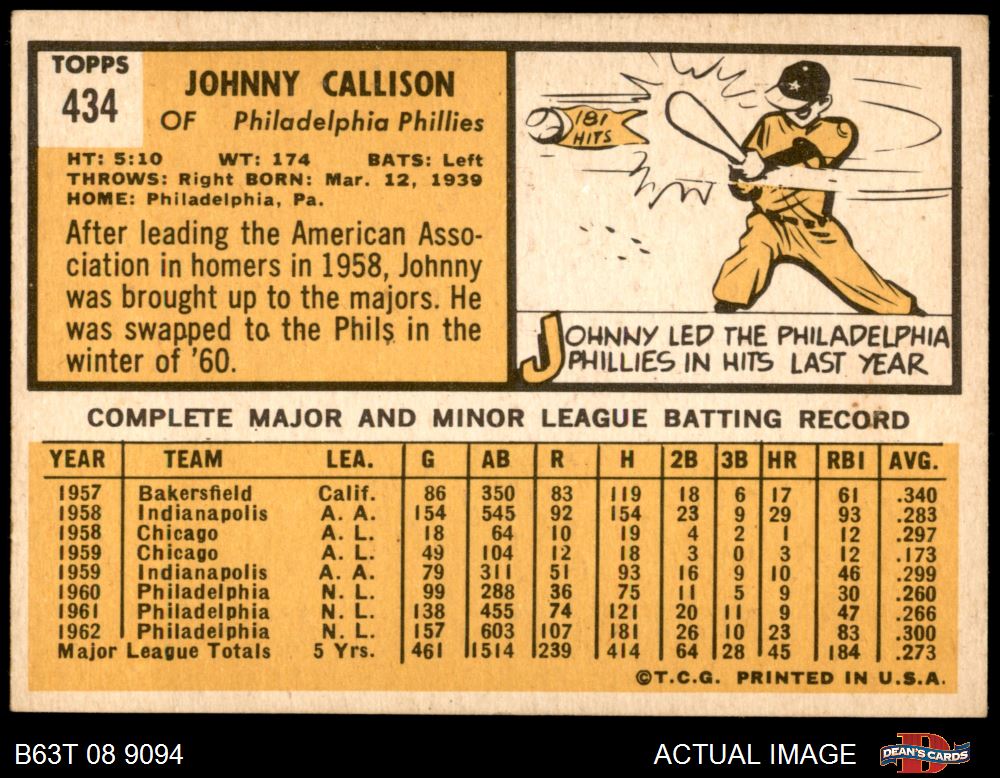 TOPPS
434
JOHNNY CALLISON
OF Philadelphia Phillies
HT: 5:10 WT: 174 BATS: Left
THROWS: Right BORN: Mar. 12, 1939
HOME: Philadelphia, Pa.
After leading the American Asso-
ciation in homers in 1958, Johnny
was brought up to the majors. He
was swapped to the Phils in the
winter of '60.
181
HITS
JOHNNY LED THE PHILADELPHIA
PHILLIES IN HITS LAST YEAR
COMPLETE MAJOR AND MINOR LEAGUE BATTING RECORD
YEAR TEAM LEA. G AB R H 2B 3B HR RBI AVG.
1957 Bakersfield Calif. 86 350 83 119 18 6 17 61 .340
1958 Indianapolis A. A. 154 545 92 154 23 9 29 93 .283
1958 Chicago A. L. 18 64 10 19 4 2 1 12 .297
1959 Chicago A. L. 49 104 12 18 3 0 3 12 .173
1959 Indianapolis A. A. 79 311 51 93 16 9 10 46 .299
1960 Philadelphia N. L. 99 288 36 75 11 5 9 30 .260
1961 Philadelphia N. L. 138 455 74 121 20 11 9 47 .266
1962 Philadelphia N. L. 157 603 107 181 26 10 23 83 .300
Major League Totals 5 Yrs. 461 1514 239 414 64 28 45 184 .273
©T.C.G. PRINTED IN U.S.A.
B63T 08 9094
ACTUAL IMAGE
D
DEAN'S CARDS